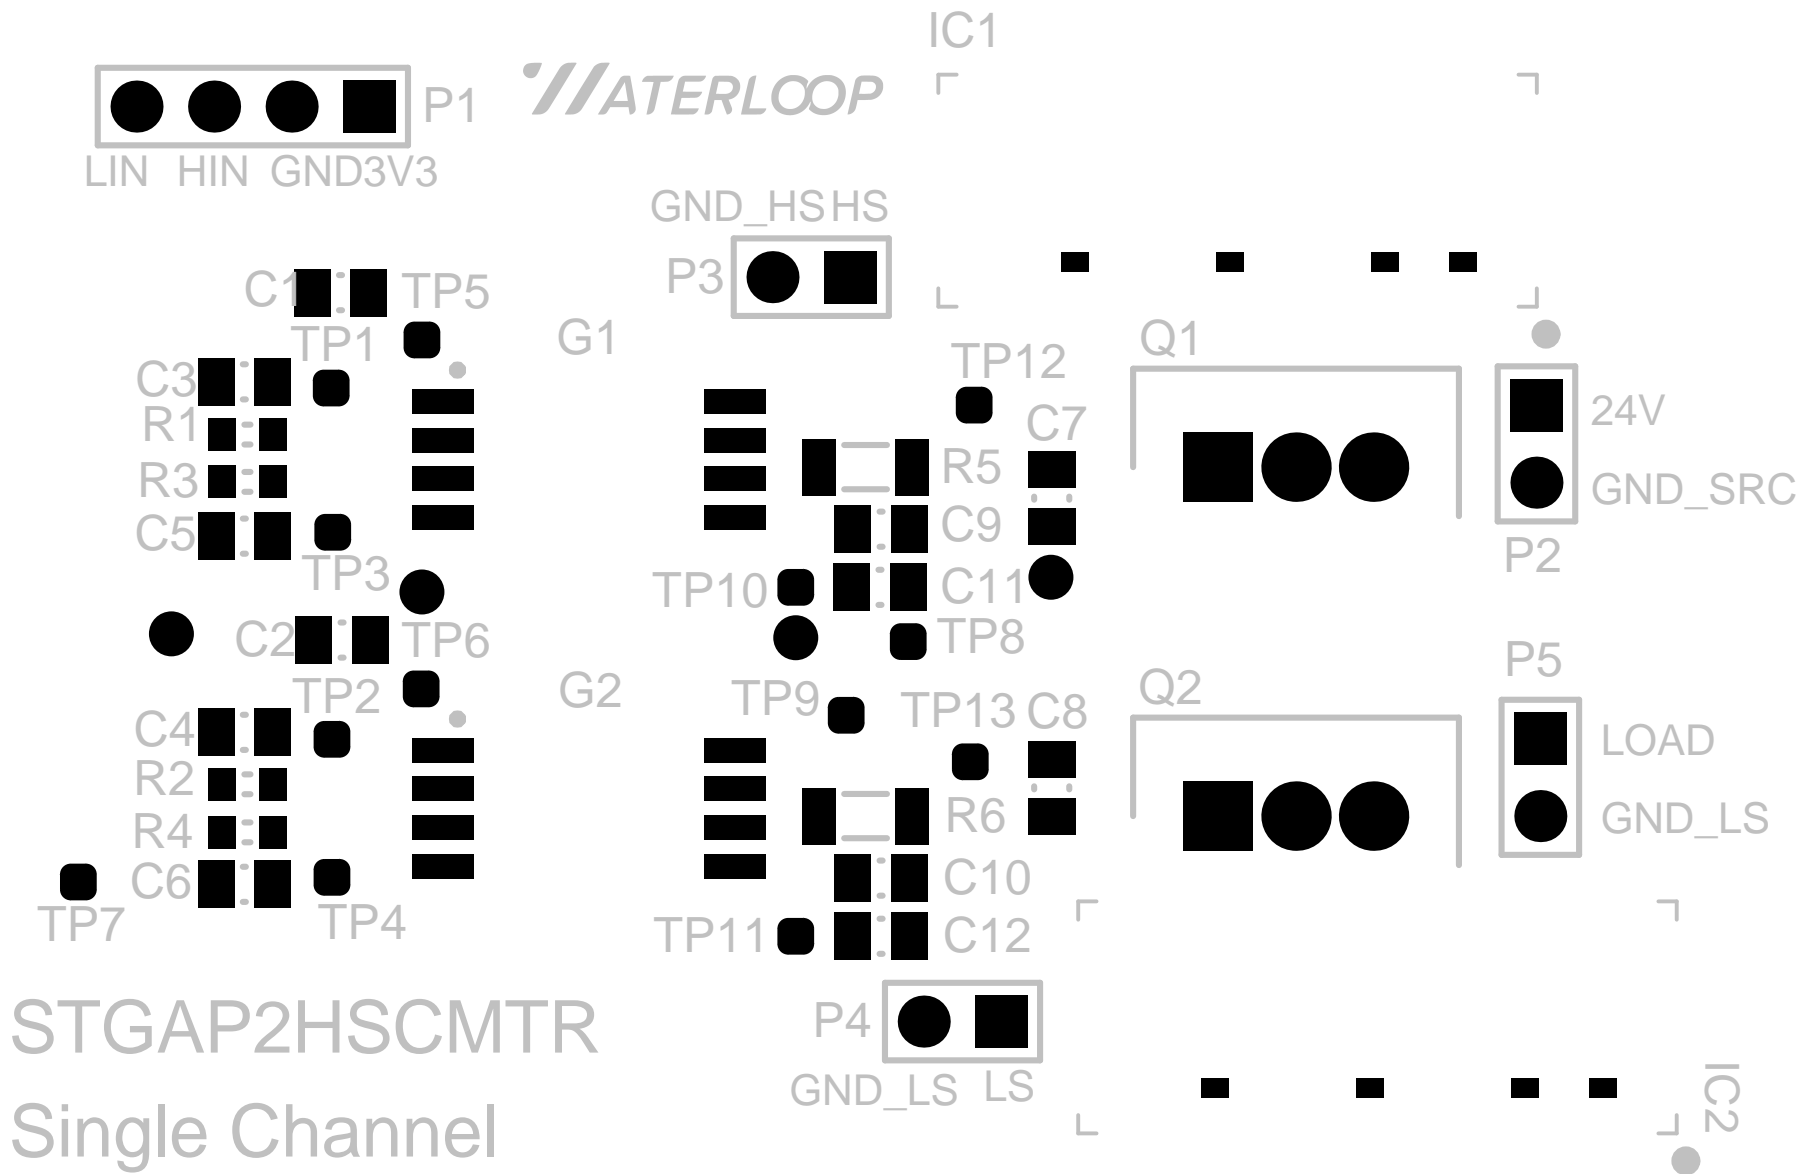 IC1
WATERLOOP
P1
LIN HIN GND3V3
GND_HS HS
P3
C1 TP5
TP1 G1 Q1
TP12
C3
R1 C7 24V
R3 R5
GND_SRC
C5 C9
P2
TP3 TP10 C11
C2 TP6 TP8
P5
TP2 G2 TP9 TP13 C8 Q2
C4 LOAD
R2
R4 R6 GND_LS
C6 C10
TP7 TP4 TP11 C12
STGAP2HSCMTR P4
GND_LS LS IC2
Single Channel